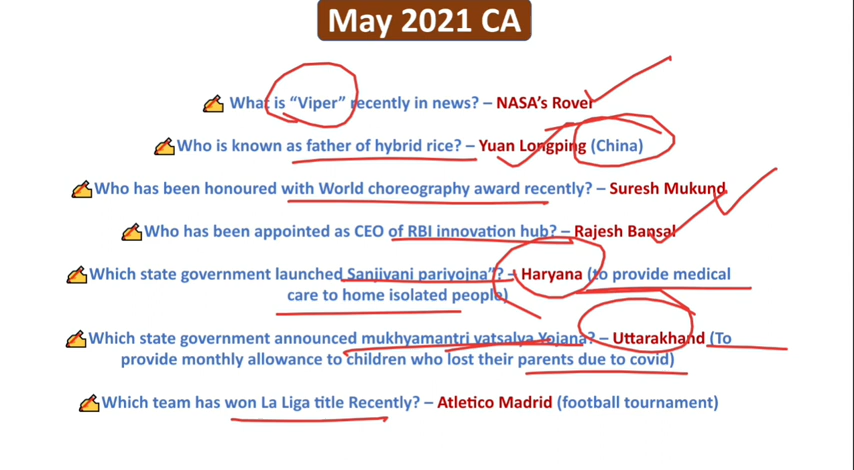 May 2021 CA
What is “Viper” recently in news? – NASA’s Rover
Who is known as father of hybrid rice? – Yuan Longping (China)
Who has been honoured with World choreography award recently? – Suresh Mukund
Who has been appointed as CEO of RBI innovation hub? – Rajesh Bansal
Which state government launched Sanjivani pariyojna”? – Haryana (to provide medical
care to home isolated people)
Which state government announced mukhyamantri vatsalya Yojana? – Uttarakhand (To
provide monthly allowance to children who lost their parents due to covid)
Which team has won La Liga title Recently? – Atletico Madrid (football tournament)